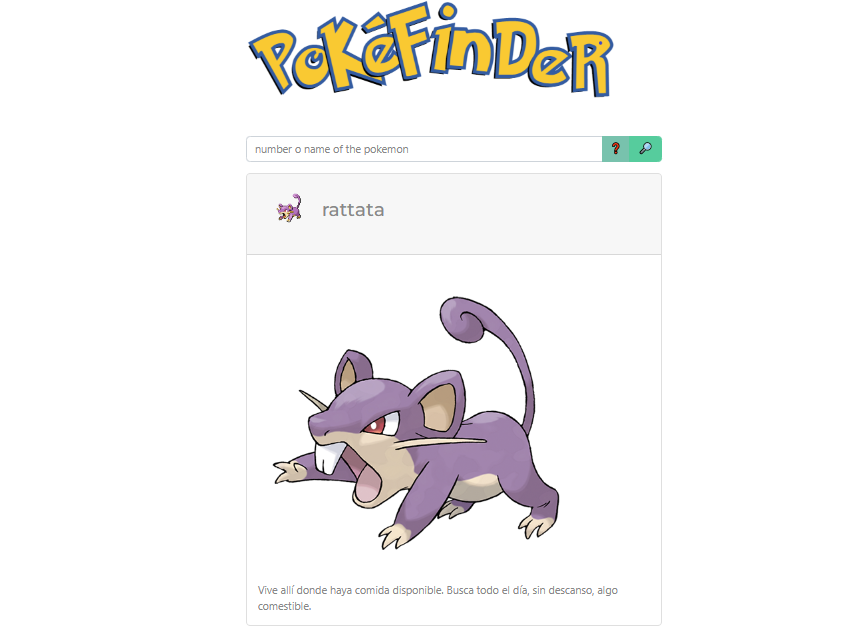 PoKéFinDeR
number o name of the pokemon
rattata
Vive allí donde haya comida disponible. Busca todo el día, sin descanso, algo
comestible.